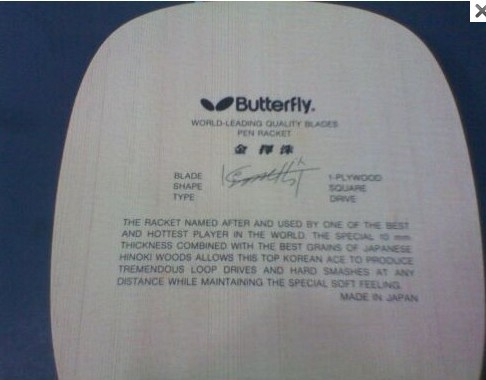 Butterfly.
WORLD-LEADING QUALITY BLADES
PEN RACKET
金擇洙
BLADE 1-PLYWOOD
SHAPE SQUARE
TYPE DRIVE
THE RACKET NAMED AFTER AND USED BY ONE OF THE BEST
AND HOTTEST PLAYER IN THE WORLD. THE SPECIAL 10 mm
THICKNESS COMBINED WITH THE BEST GRAINS OF JAPANESE
HINOKI WOODS ALLOWS THIS TOP KOREAN ACE TO PRODUCE
TREMENDOUS LOOP DRIVES AND HARD SMASHES AT ANY
DISTANCE WHILE MAINTAINING THE SPECIAL SOFT FEELING.
MADE IN JAPAN